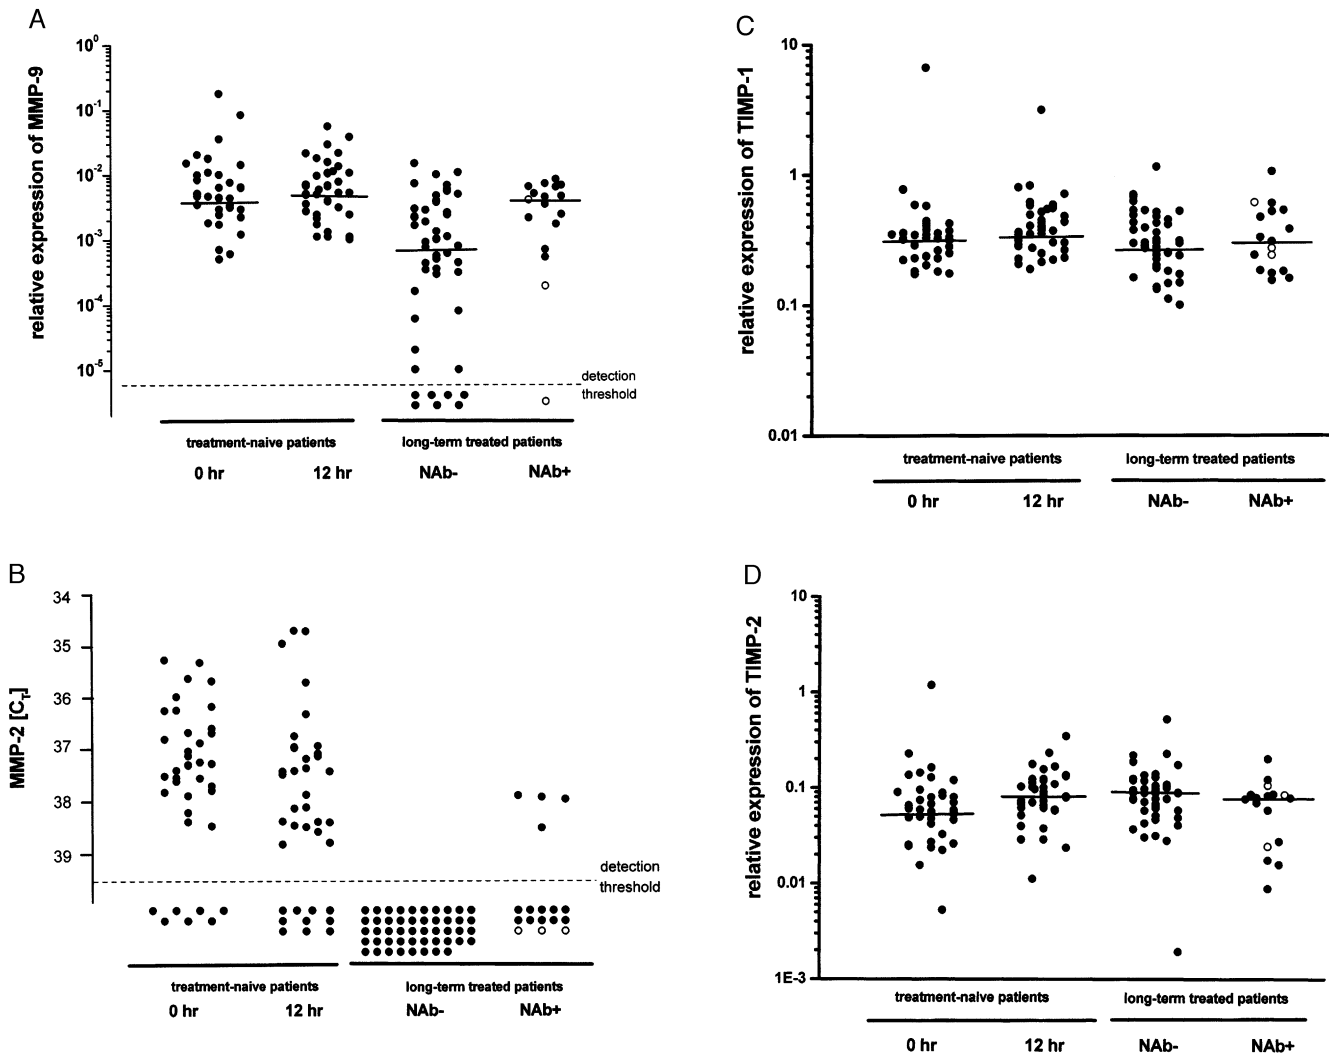 A
relative expression of MMP-9
10⁰
10⁻¹
10⁻²
10⁻³
10⁻⁴
10⁻⁵
detection
threshold
treatment-naive patients
long-term treated patients
0 hr
12 hr
NAb-
NAb+
C
relative expression of TIMP-1
10
1
0.1
0.01
treatment-naive patients
long-term treated patients
0 hr
12 hr
NAb-
NAb+
B
MMP-2 [C_T]
34
35
36
37
38
39
detection
threshold
treatment-naive patients
long-term treated patients
0 hr
12 hr
NAb-
NAb+
D
relative expression of TIMP-2
10
1
0.1
0.01
1E-3
treatment-naive patients
long-term treated patients
0 hr
12 hr
NAb-
NAb+